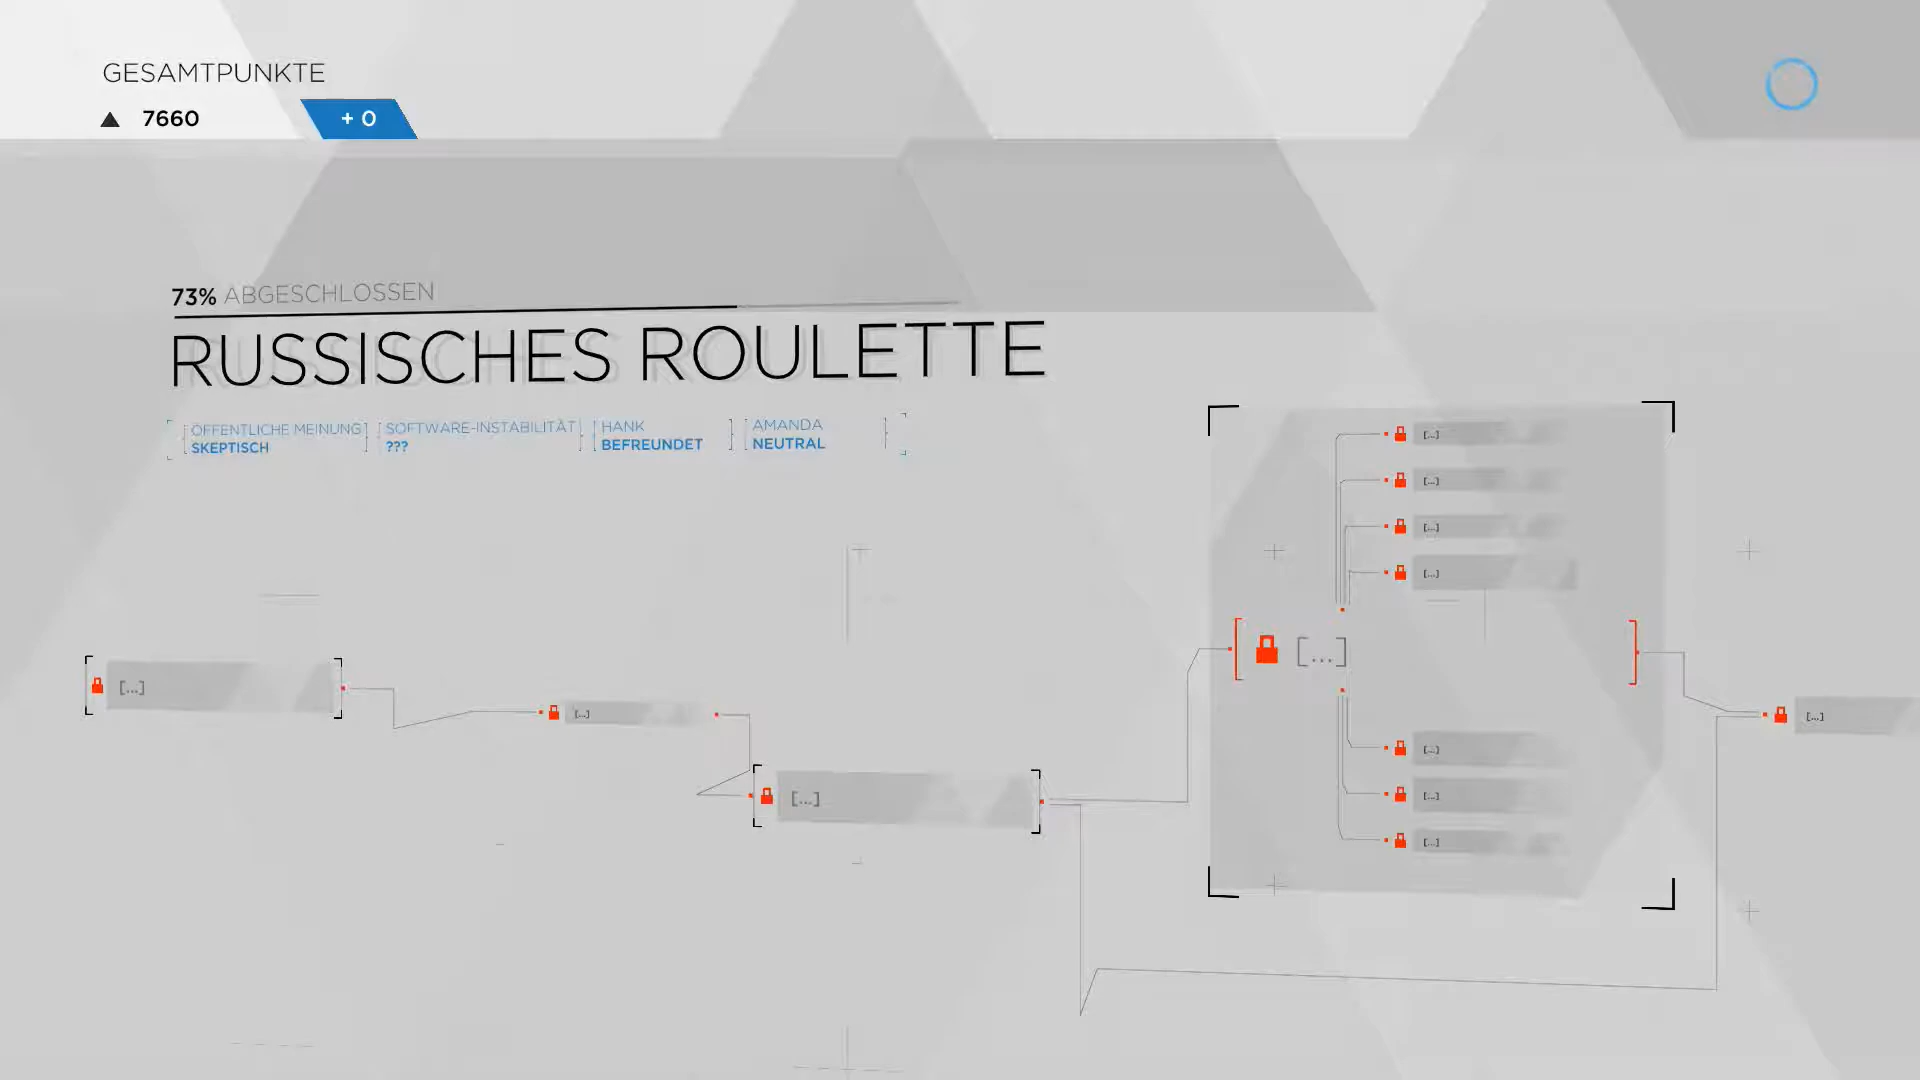 GESAMTPUNKTE
7660
+ 0
73% ABGESCHLOSSEN
RUSSISCHES ROULETTE
ÖFFENTLICHE MEINUNG
SKEPTISCH
SOFTWARE-INSTABILITÄT
???
HANK
BEFREUNDET
AMANDA
NEUTRAL
[...]
[...]
[...]
[...]
[...]
[...]
[...]
[...]
[...]
[...]
[...]
[...]